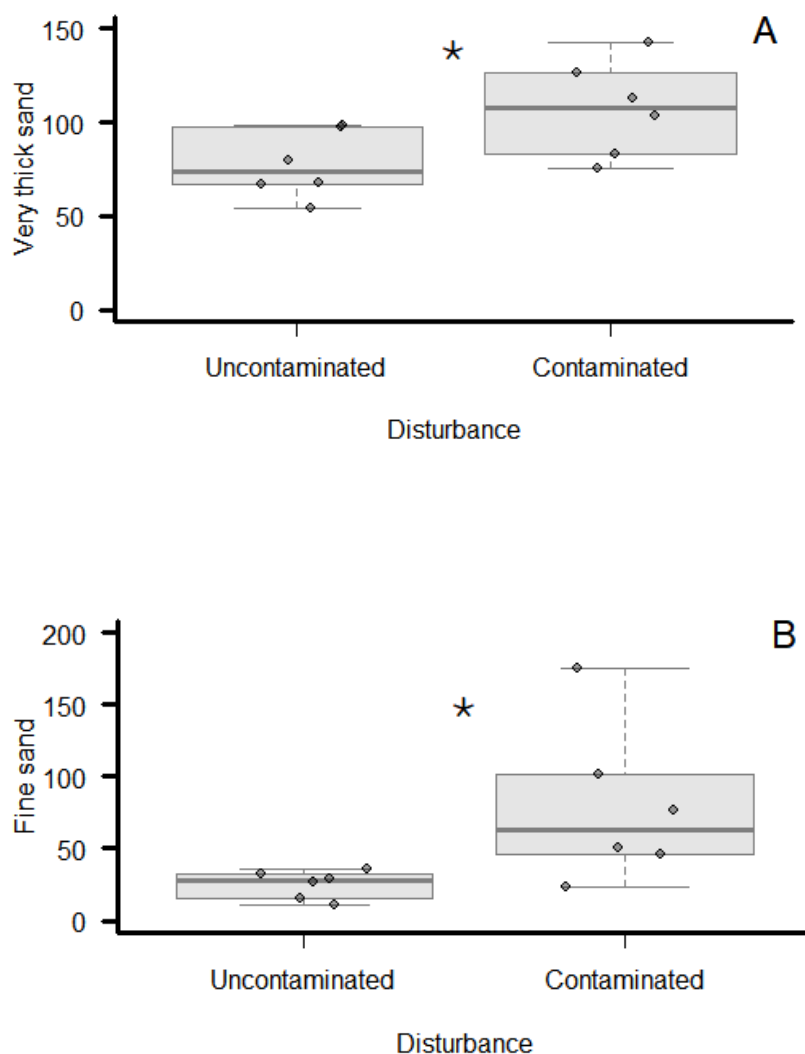 A
*
150
100
50
0
Very thick sand
Uncontaminated Contaminated
Disturbance
B
*
200
150
100
50
0
Fine sand
Uncontaminated Contaminated
Disturbance